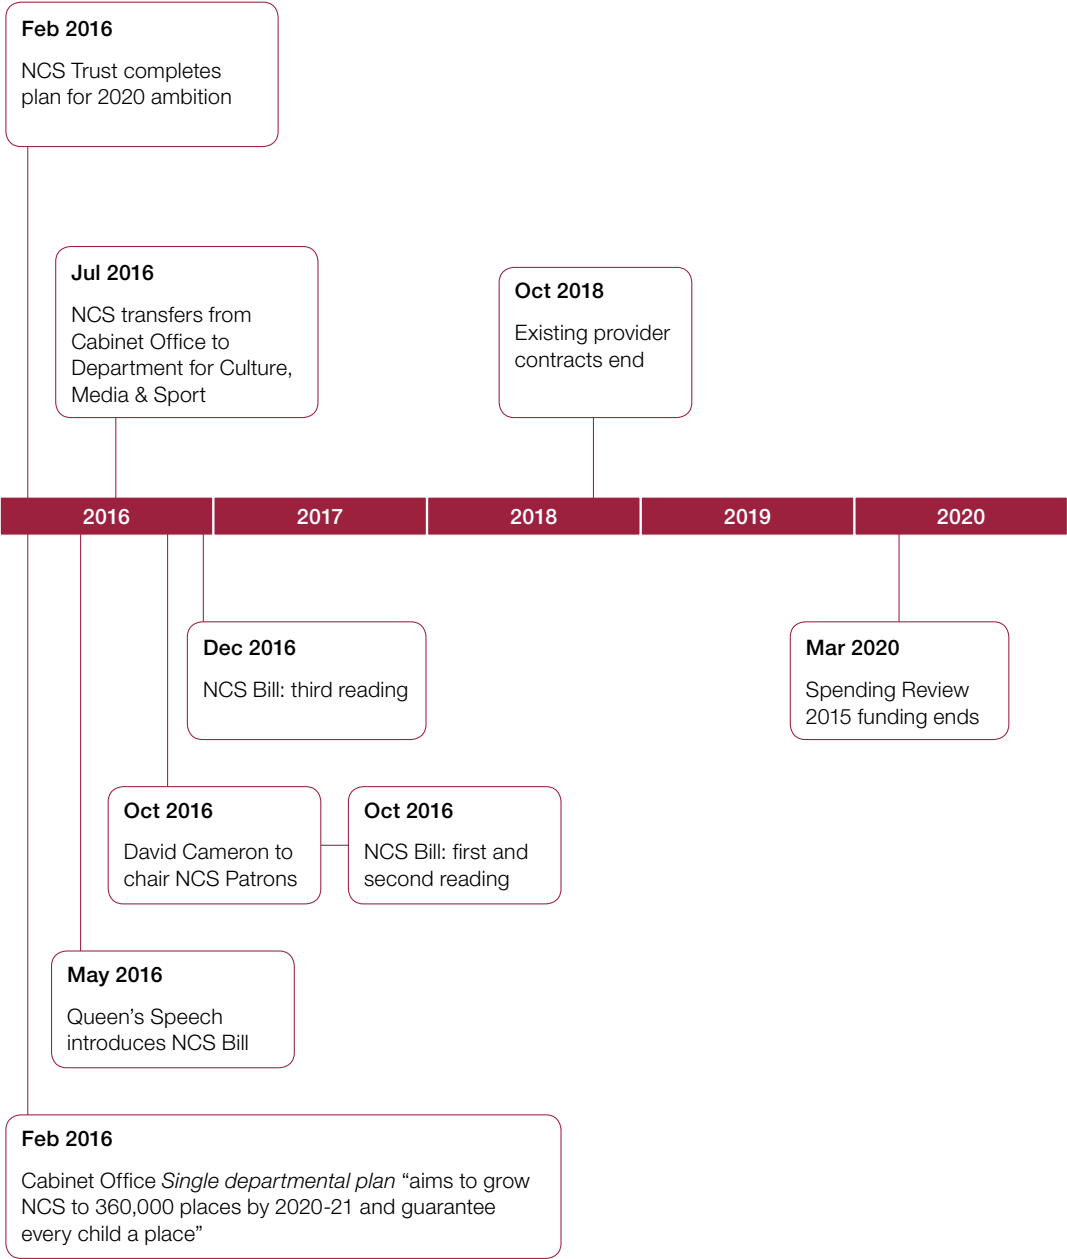 Feb 2016
NCS Trust completes
plan for 2020 ambition
Jul 2016
NCS transfers from
Cabinet Office to
Department for Culture,
Media & Sport
Oct 2018
Existing provider
contracts end
2016
2017
2018
2019
2020
Dec 2016
NCS Bill: third reading
Mar 2020
Spending Review
2015 funding ends
Oct 2016
David Cameron to
chair NCS Patrons
Oct 2016
NCS Bill: first and
second reading
May 2016
Queen’s Speech
introduces NCS Bill
Feb 2016
Cabinet Office Single departmental plan “aims to grow
NCS to 360,000 places by 2020-21 and guarantee
every child a place”